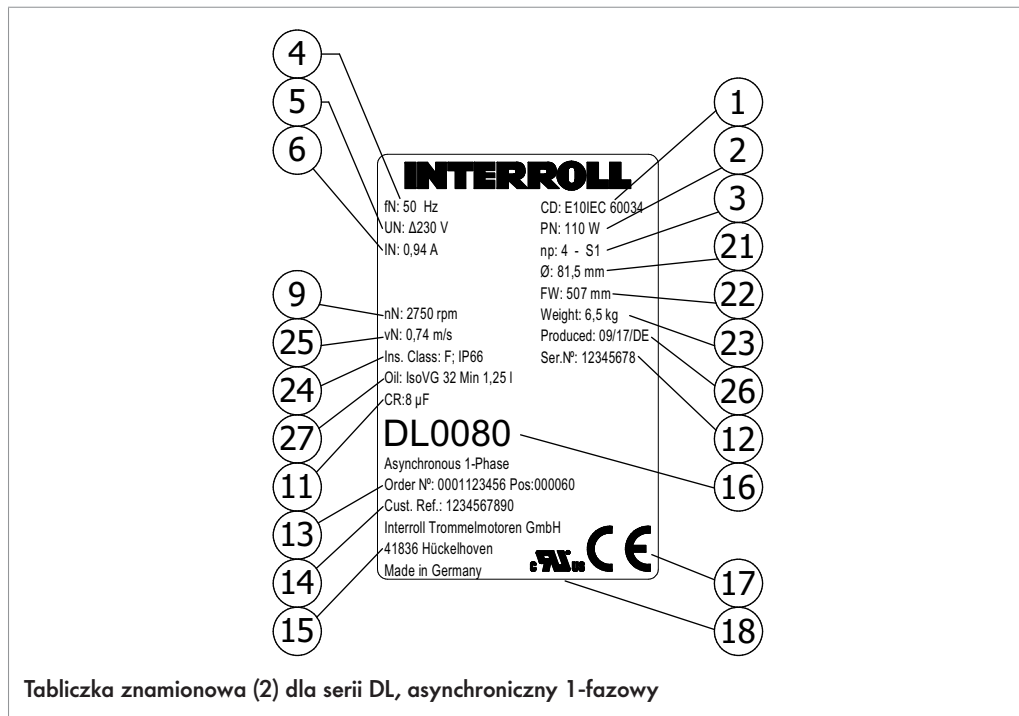 4
5
6
1
2
3
21
22
23
26
12
16
17
18
9
25
24
27
11
13
14
15
INTERROLL
fN: 50 Hz
UN: Δ230 V
IN: 0,94 A
CD: E10IEC 60034
PN: 110 W
np: 4 - S1
Ø: 81,5 mm
FW: 507 mm
Weight: 6,5 kg
Produced: 09/17/DE
Ser.Nº: 12345678
nN: 2750 rpm
vN: 0,74 m/s
Ins. Class: F; IP66
Oil: IsoVG 32 Min 1,25 l
CR:8 µF
DL0080
Asynchronous 1-Phase
Order Nº: 0001123456 Pos:000060
Cust. Ref.: 1234567890
Interroll Trommelmotoren GmbH
41836 Hückelhoven
Made in Germany
c RU us CE
Tabliczka znamionowa (2) dla serii DL, asynchroniczny 1-fazowy